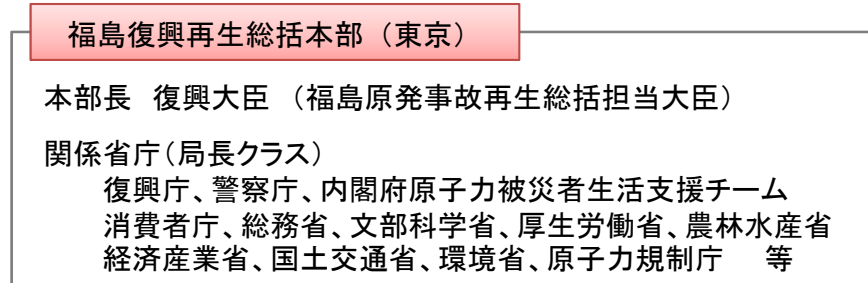 福島復興再生総括本部（東京）
本部長　復興大臣　（福島原発事故再生総括担当大臣）
関係省庁（局長クラス）
復興庁、警察庁、内閣府原子力被災者生活支援チーム
消費者庁、総務省、文部科学省、厚生労働省、農林水産省
経済産業省、国土交通省、環境省、原子力規制庁　等